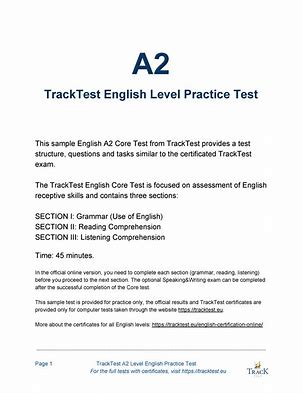 A2
TrackTest English Level Practice Test
This sample English A2 Core Test from TrackTest provides a test
structure, questions and tasks similar to the certificated TrackTest
exam.
The TrackTest English Core Test is focused on assessment of English
receptive skills and contains three sections:
SECTION I: Grammar (Use of English)
SECTION II: Reading Comprehension
SECTION III: Listening Comprehension
Time: 45 minutes.
In the official online version, you need to complete each section (grammar, reading, listening)
before you proceed to the next section. The optional Speaking&Writing exam can be completed
after the successful completion of the Core test.
This sample test is provided for practice only, the official results and TrackTest certificates are
provided only for computer tests taken through the website https://tracktest.eu.
More about the certificates for all English levels: https://tracktest.eu/english-certification-online/
Page 1
TrackTest A2 Level English Practice Test
For the full tests with certificates, visit https://tracktest.eu
TRACK